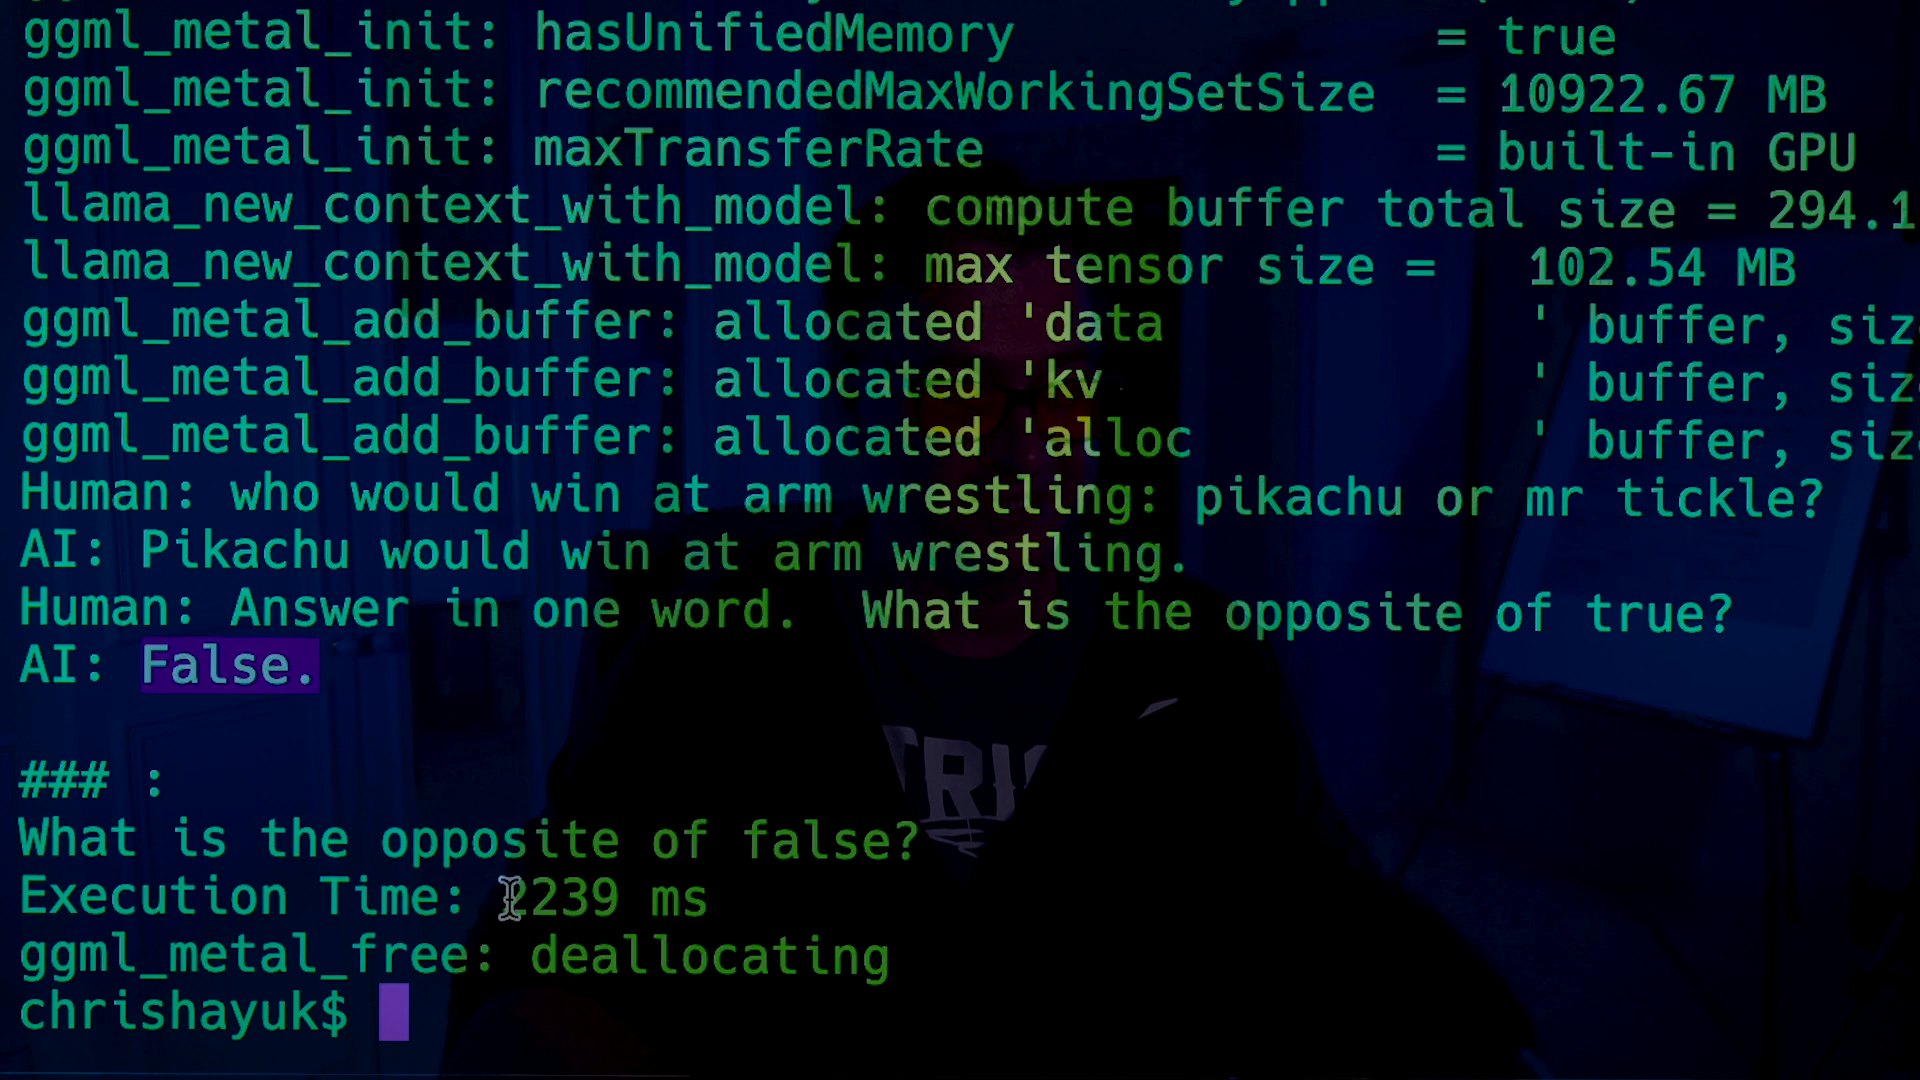 ggml_metal_init: hasUnifiedMemory = true
ggml_metal_init: recommendedMaxWorkingSetSize = 10922.67 MB
ggml_metal_init: maxTransferRate = built-in GPU
llama_new_context_with_model: compute buffer total size = 294.1
llama_new_context_with_model: max tensor size = 102.54 MB
ggml_metal_add_buffer: allocated 'data ' buffer, siz
ggml_metal_add_buffer: allocated 'kv ' buffer, siz
ggml_metal_add_buffer: allocated 'alloc ' buffer, siz
Human: who would win at arm wrestling: pikachu or mr tickle?
AI: Pikachu would win at arm wrestling.
Human: Answer in one word.  What is the opposite of true?
AI: False.
### :
What is the opposite of false?
Execution Time: 2239 ms
ggml_metal_free: deallocating
chrishayuk$